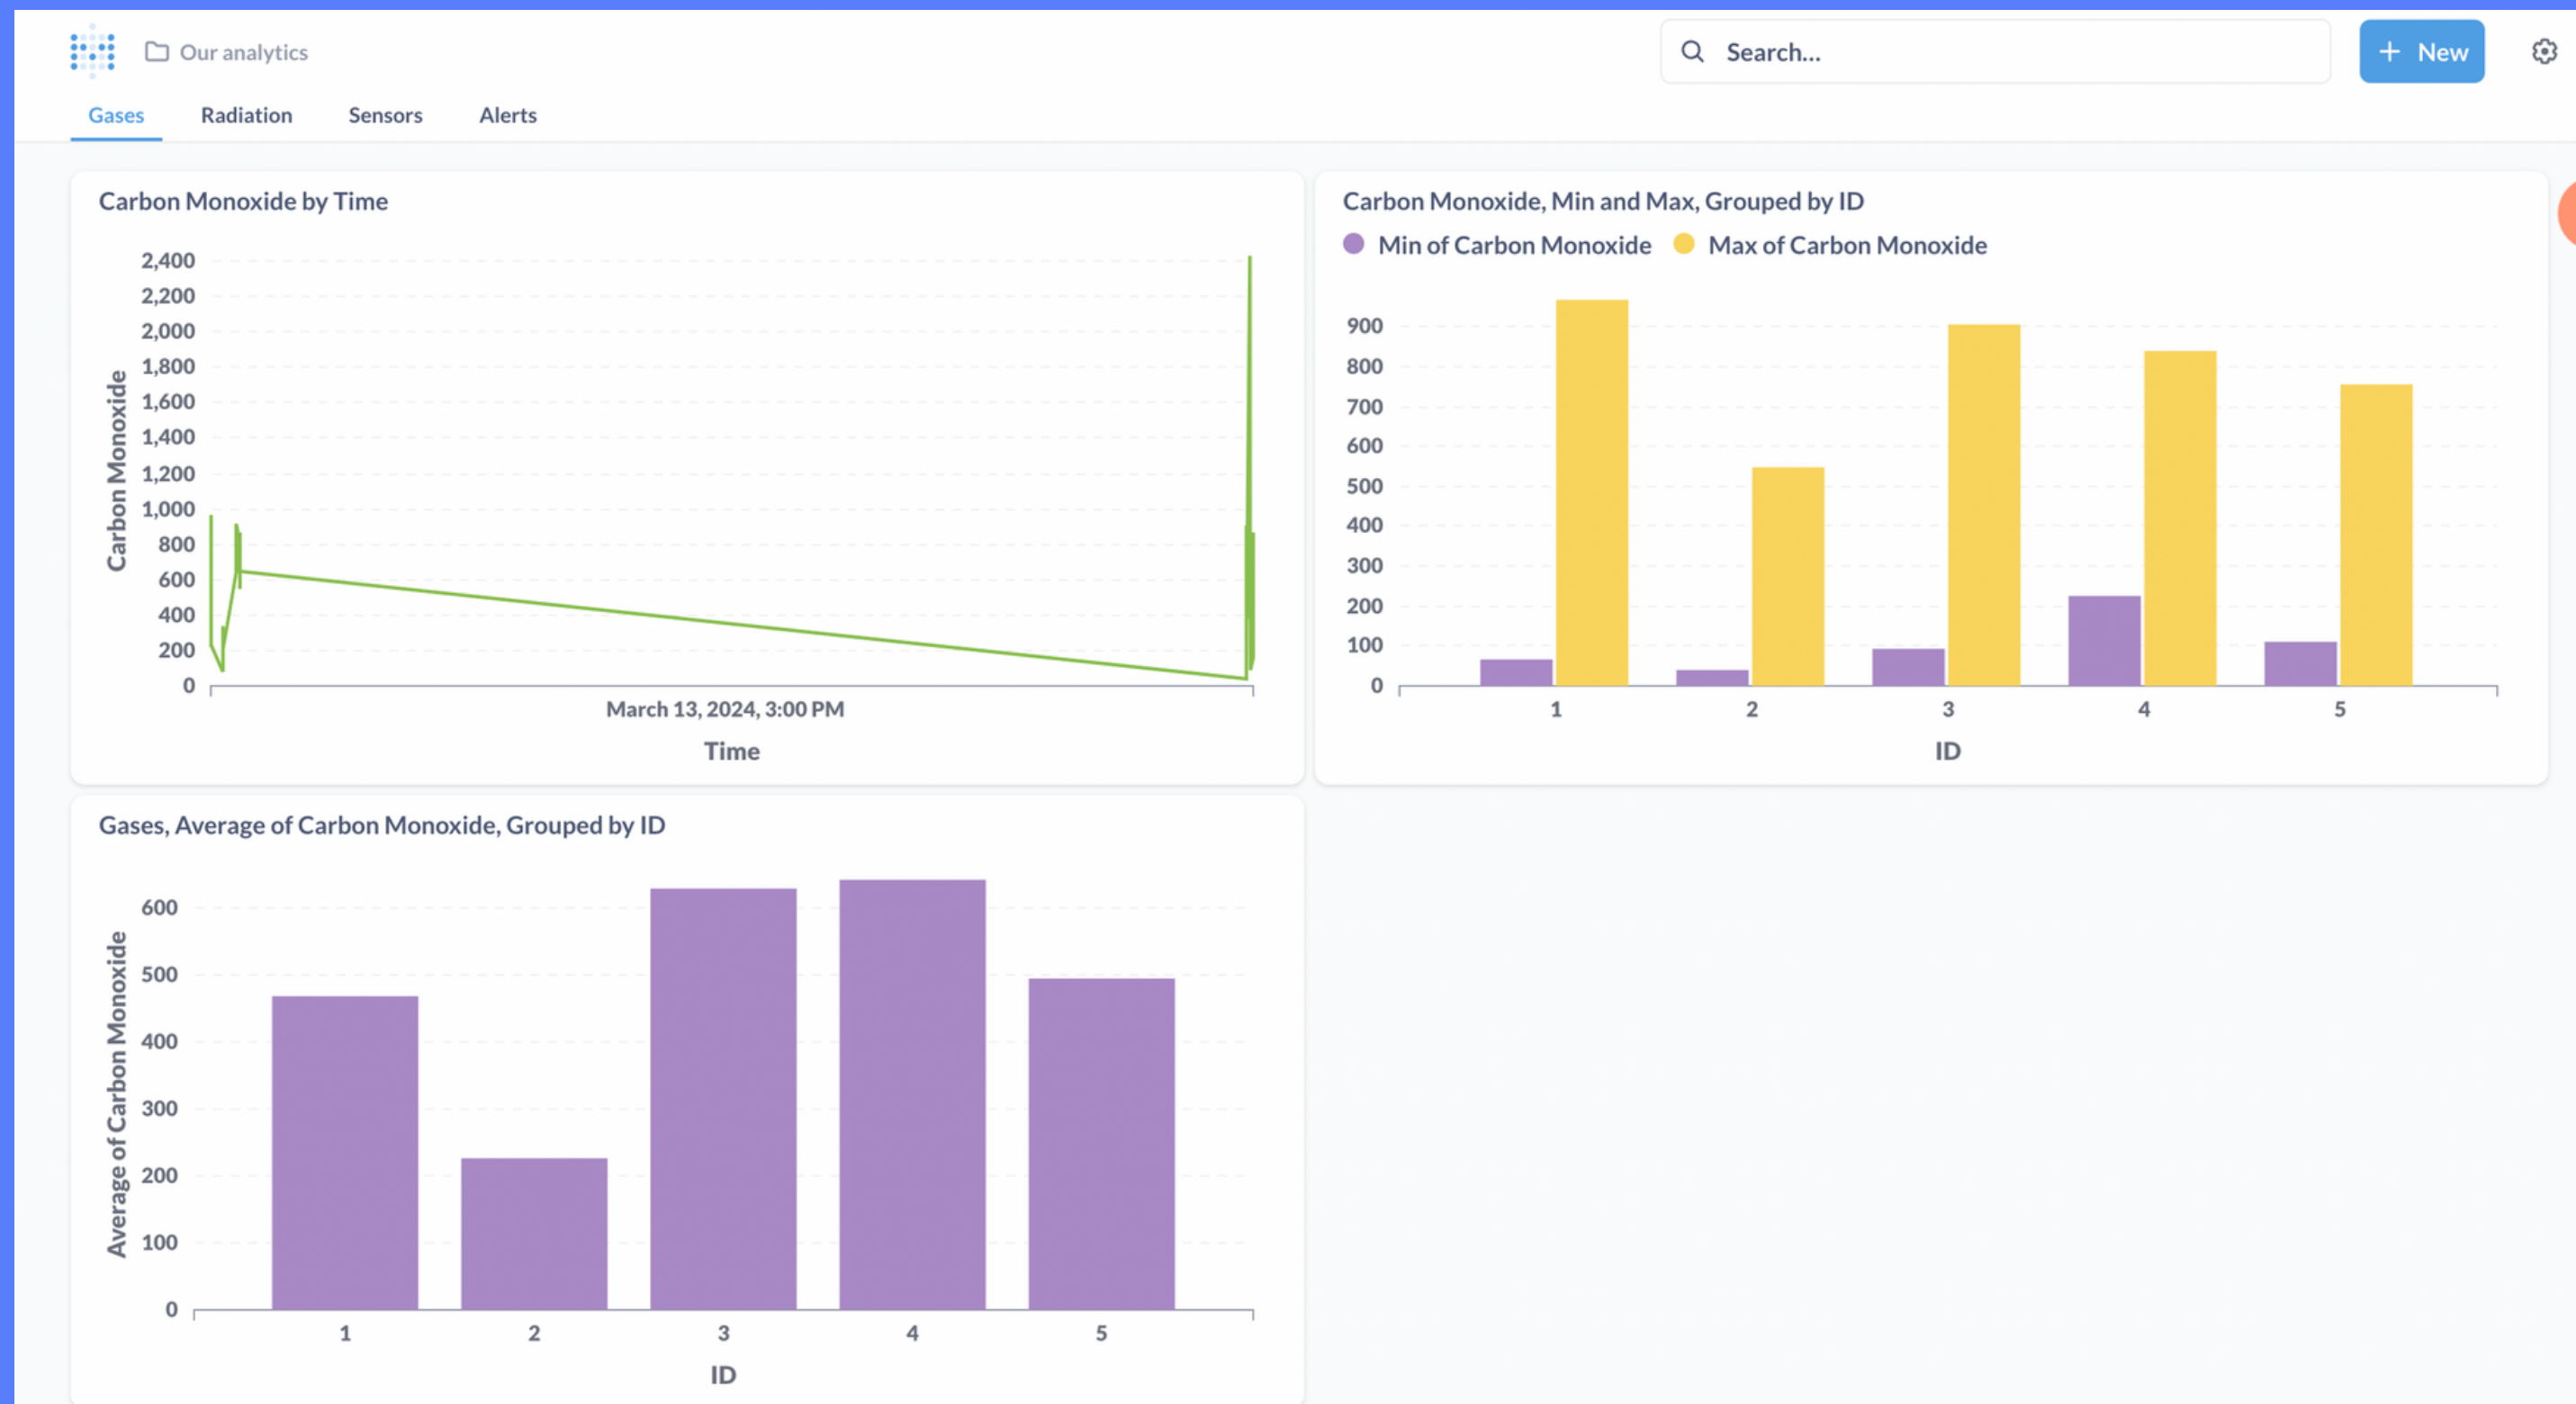 Our analytics
Search...
+ New
Gases
Radiation
Sensors
Alerts
Carbon Monoxide by Time
Carbon Monoxide
2,400
2,200
2,000
1,800
1,600
1,400
1,200
1,000
800
600
400
200
0
March 13, 2024, 3:00 PM
Time
Carbon Monoxide, Min and Max, Grouped by ID
Min of Carbon Monoxide
Max of Carbon Monoxide
900
800
700
600
500
400
300
200
100
0
1 2 3 4 5
ID
Gases, Average of Carbon Monoxide, Grouped by ID
Average of Carbon Monoxide
600
500
400
300
200
100
0
1 2 3 4 5
ID